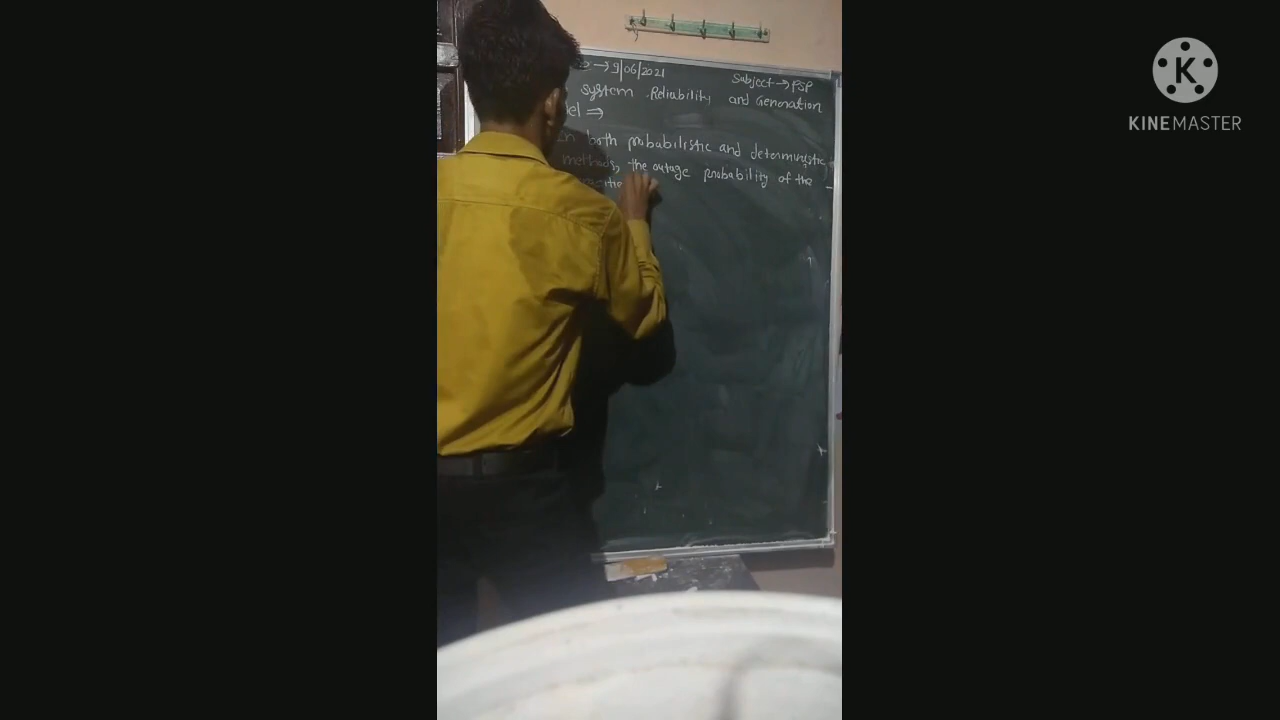 → 9/06/2021
Subject → PSP
System Reliability and Generation
del ⇒
In both probabilistic and deterministic
methods, the outage probability of the
K
KINEMASTER